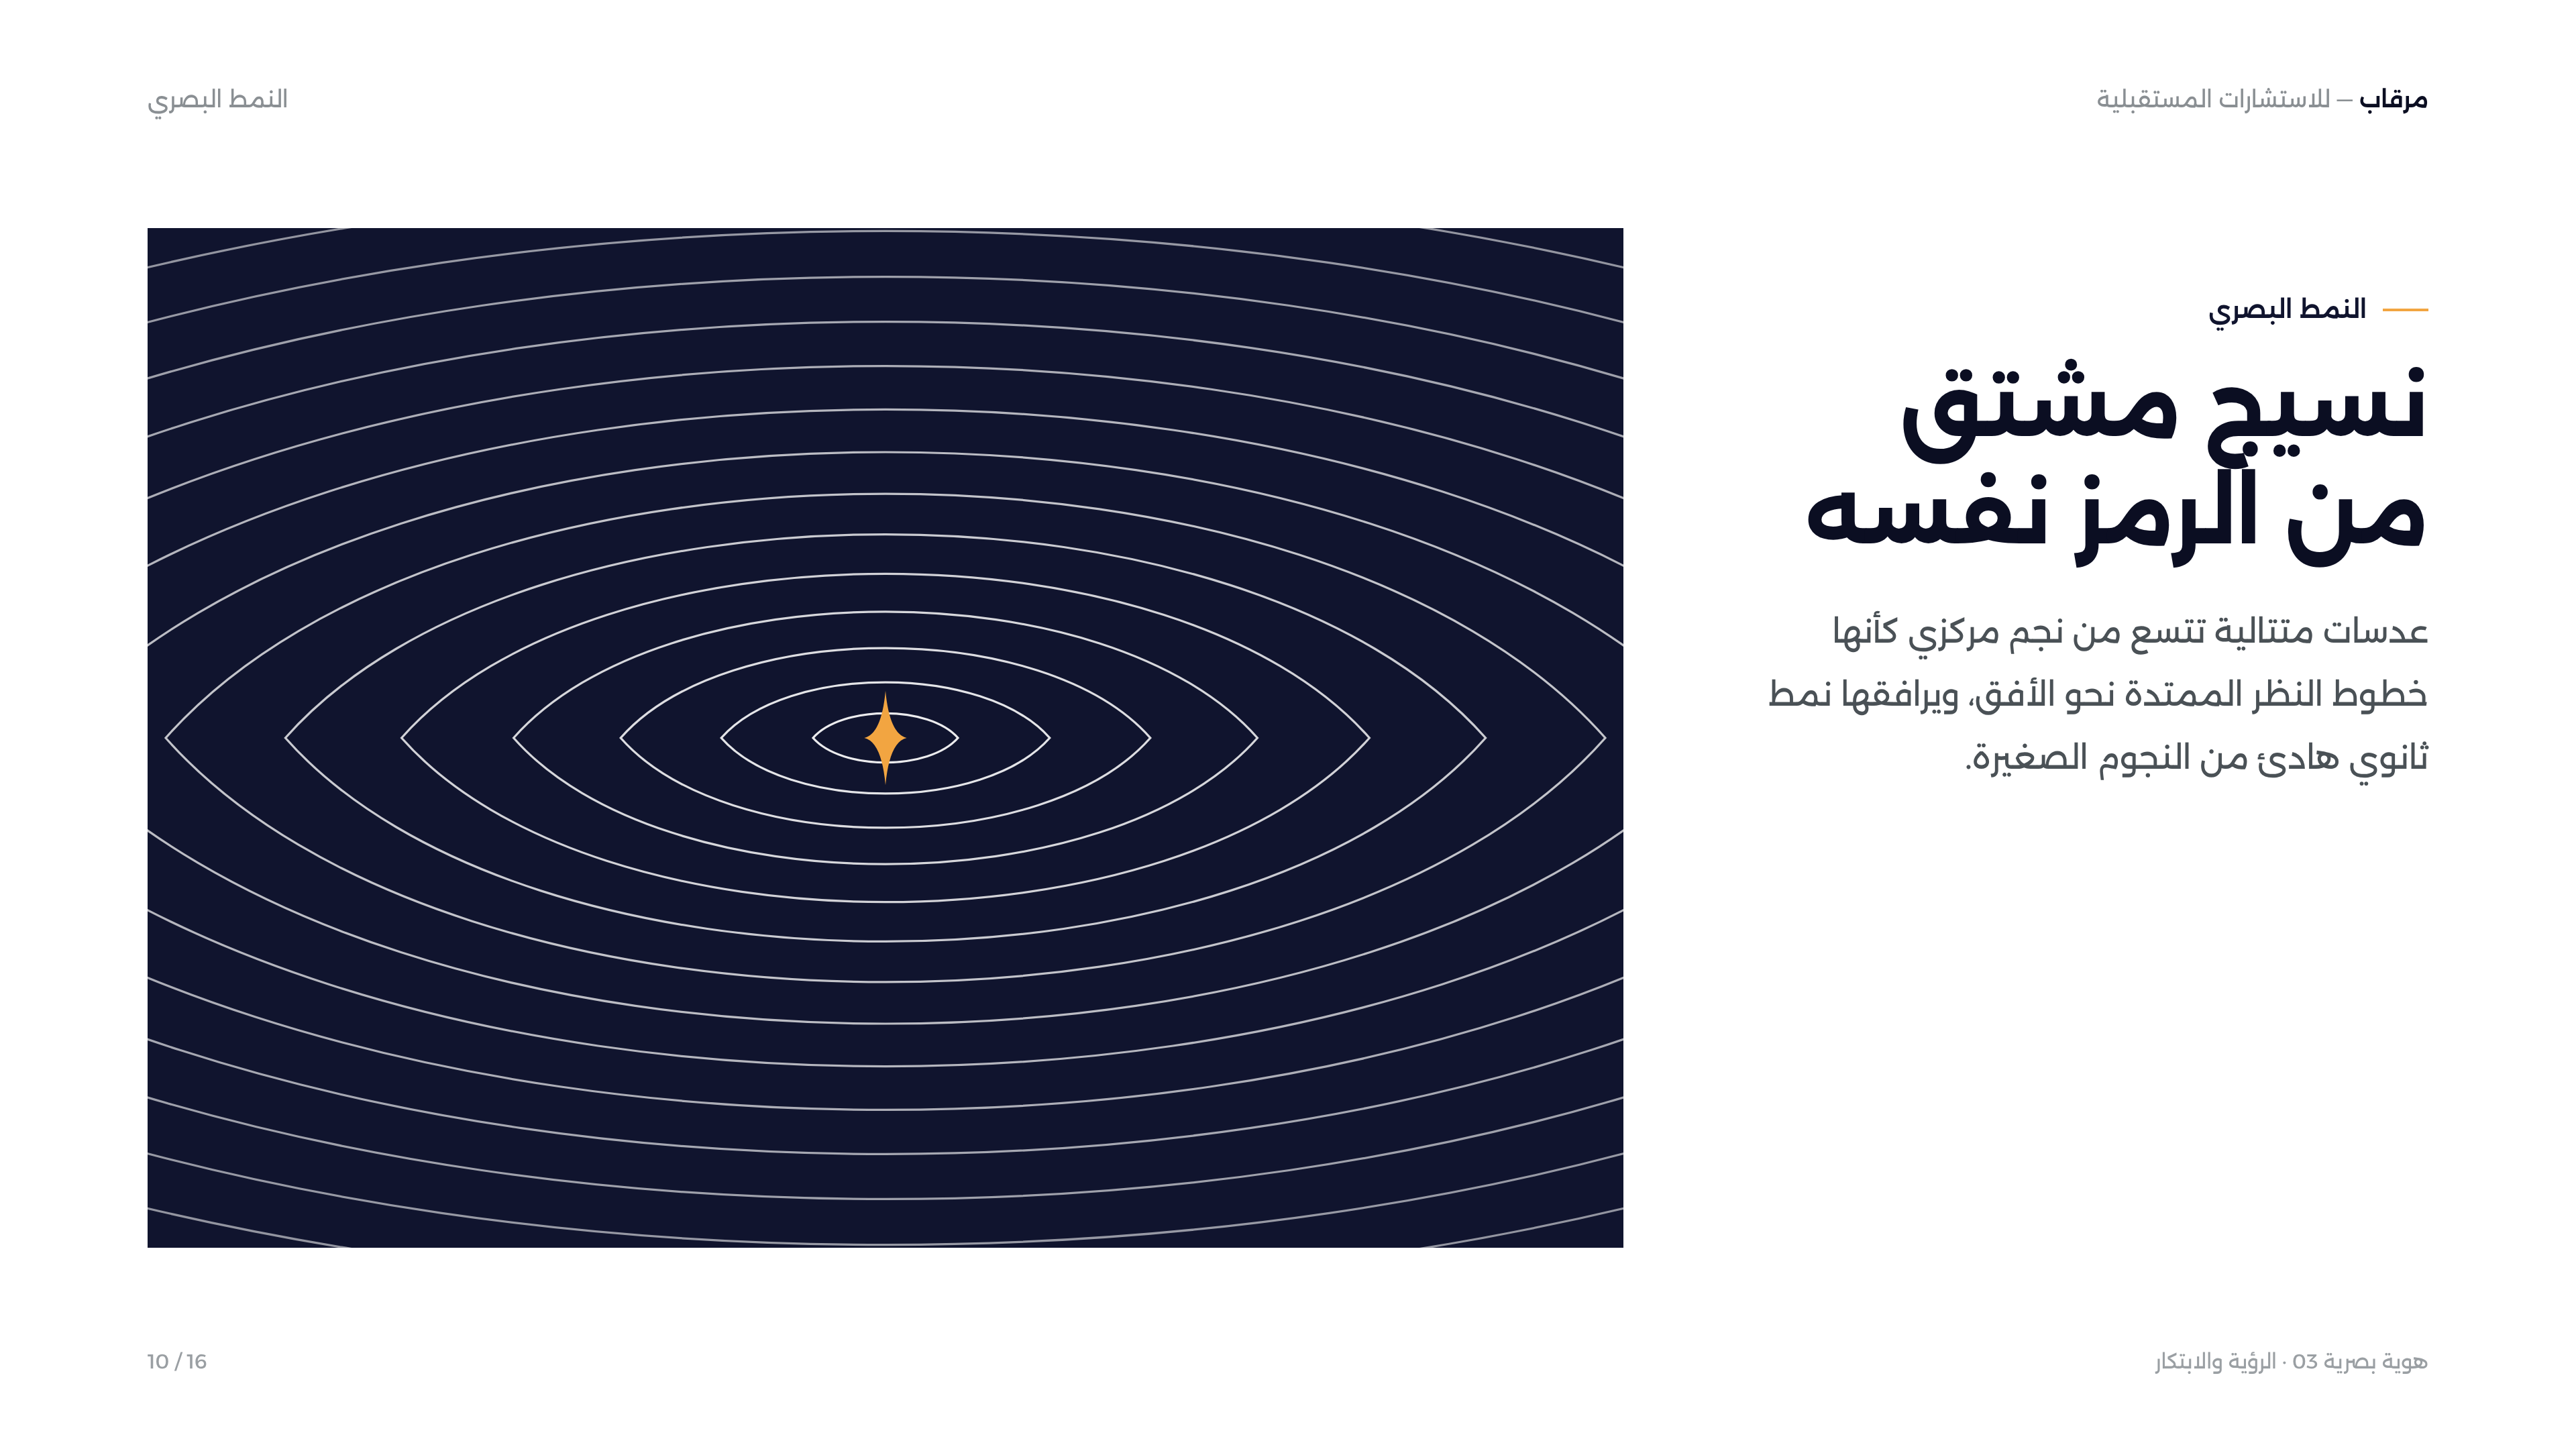 مرقاب — للاستشارات المستقبلية
النمط البصري
النمط البصري
نسيج مشتق
من الرمز نفسه
عدسات متتالية تتسع من نجم مركزي كأنها
خطوط النظر الممتدة نحو الأفق، ويرافقها نمط
ثانوي هادئ من النجوم الصغيرة.
هوية بصرية 03 · الرؤية والابتكار
10 / 16